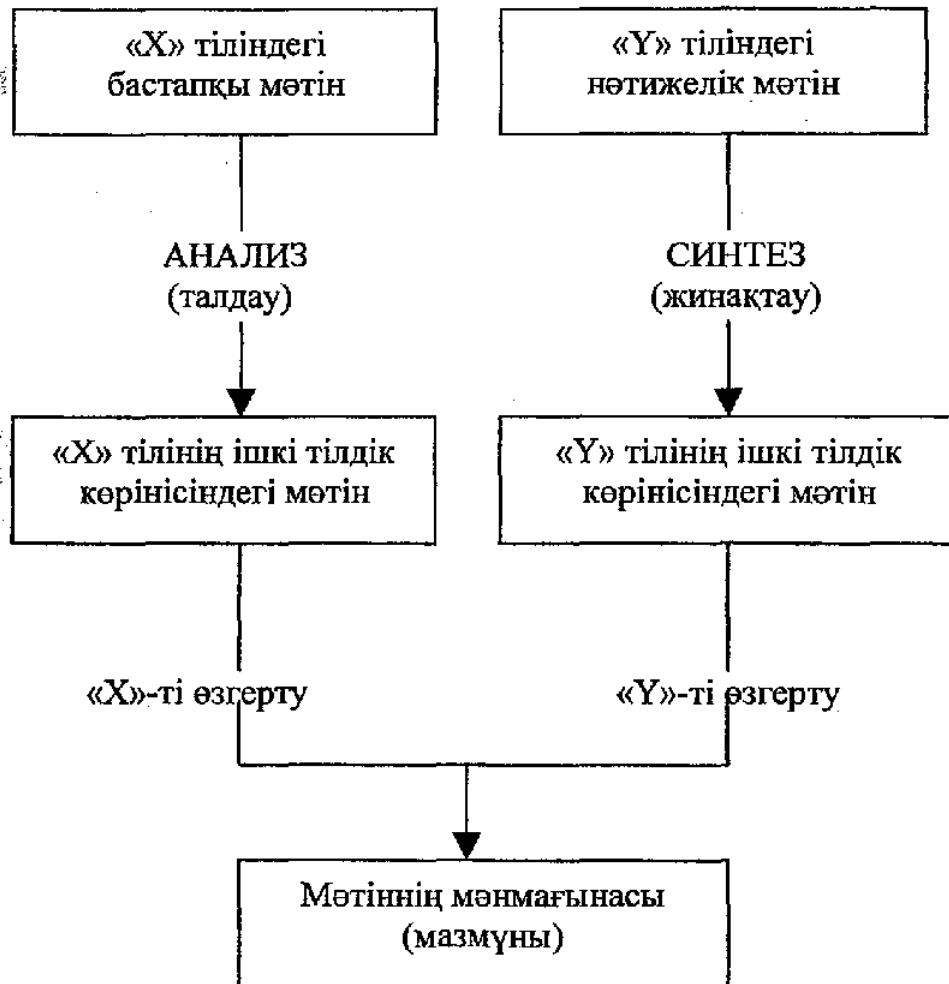 «X» тіліндегі
бастапқы мәтін
«Y» тіліндегі
нәтижелік мәтін
АНАЛИЗ
(талдау)
СИНТЕЗ
(жинақтау)
«X» тілінің ішкі тілдік
көрінісіндегі мәтін
«Y» тілінің ішкі тілдік
көрінісіндегі мәтін
«X»-ті өзгерту
«Y»-ті өзгерту
Мәтіннің мәнмағынасы
(мазмұны)